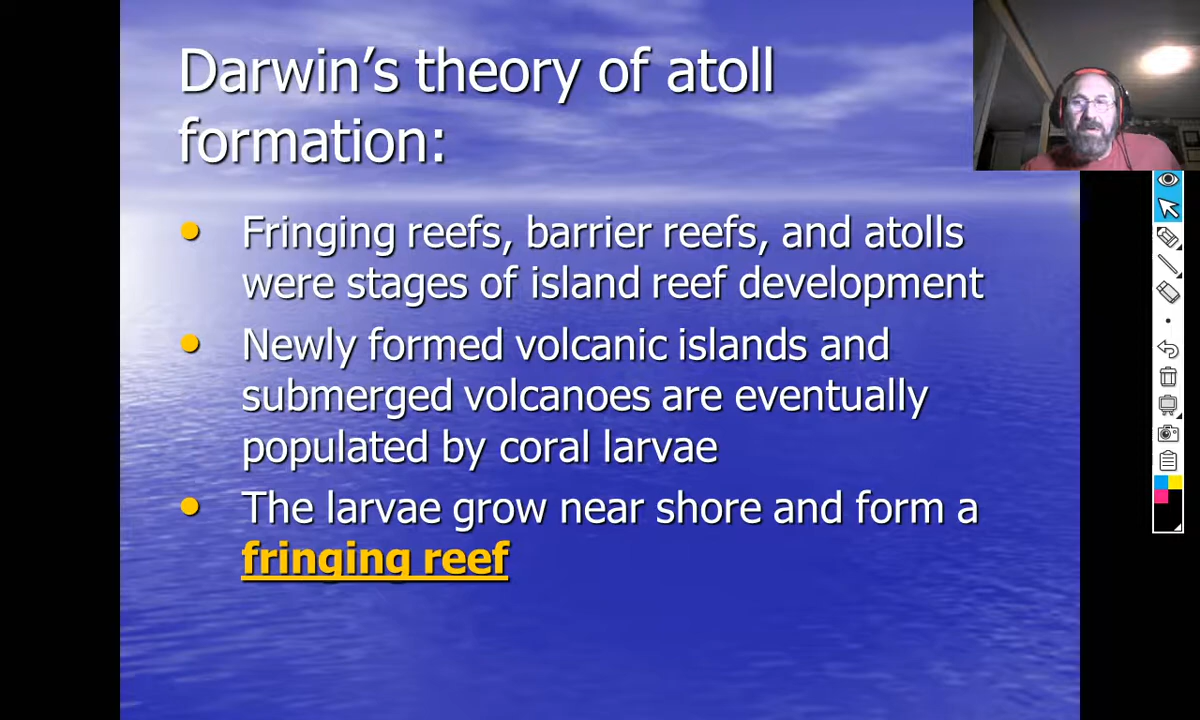 Darwin’s theory of atoll
formation:
Fringing reefs, barrier reefs, and atolls
were stages of island reef development
Newly formed volcanic islands and
submerged volcanoes are eventually
populated by coral larvae
The larvae grow near shore and form a
fringing reef